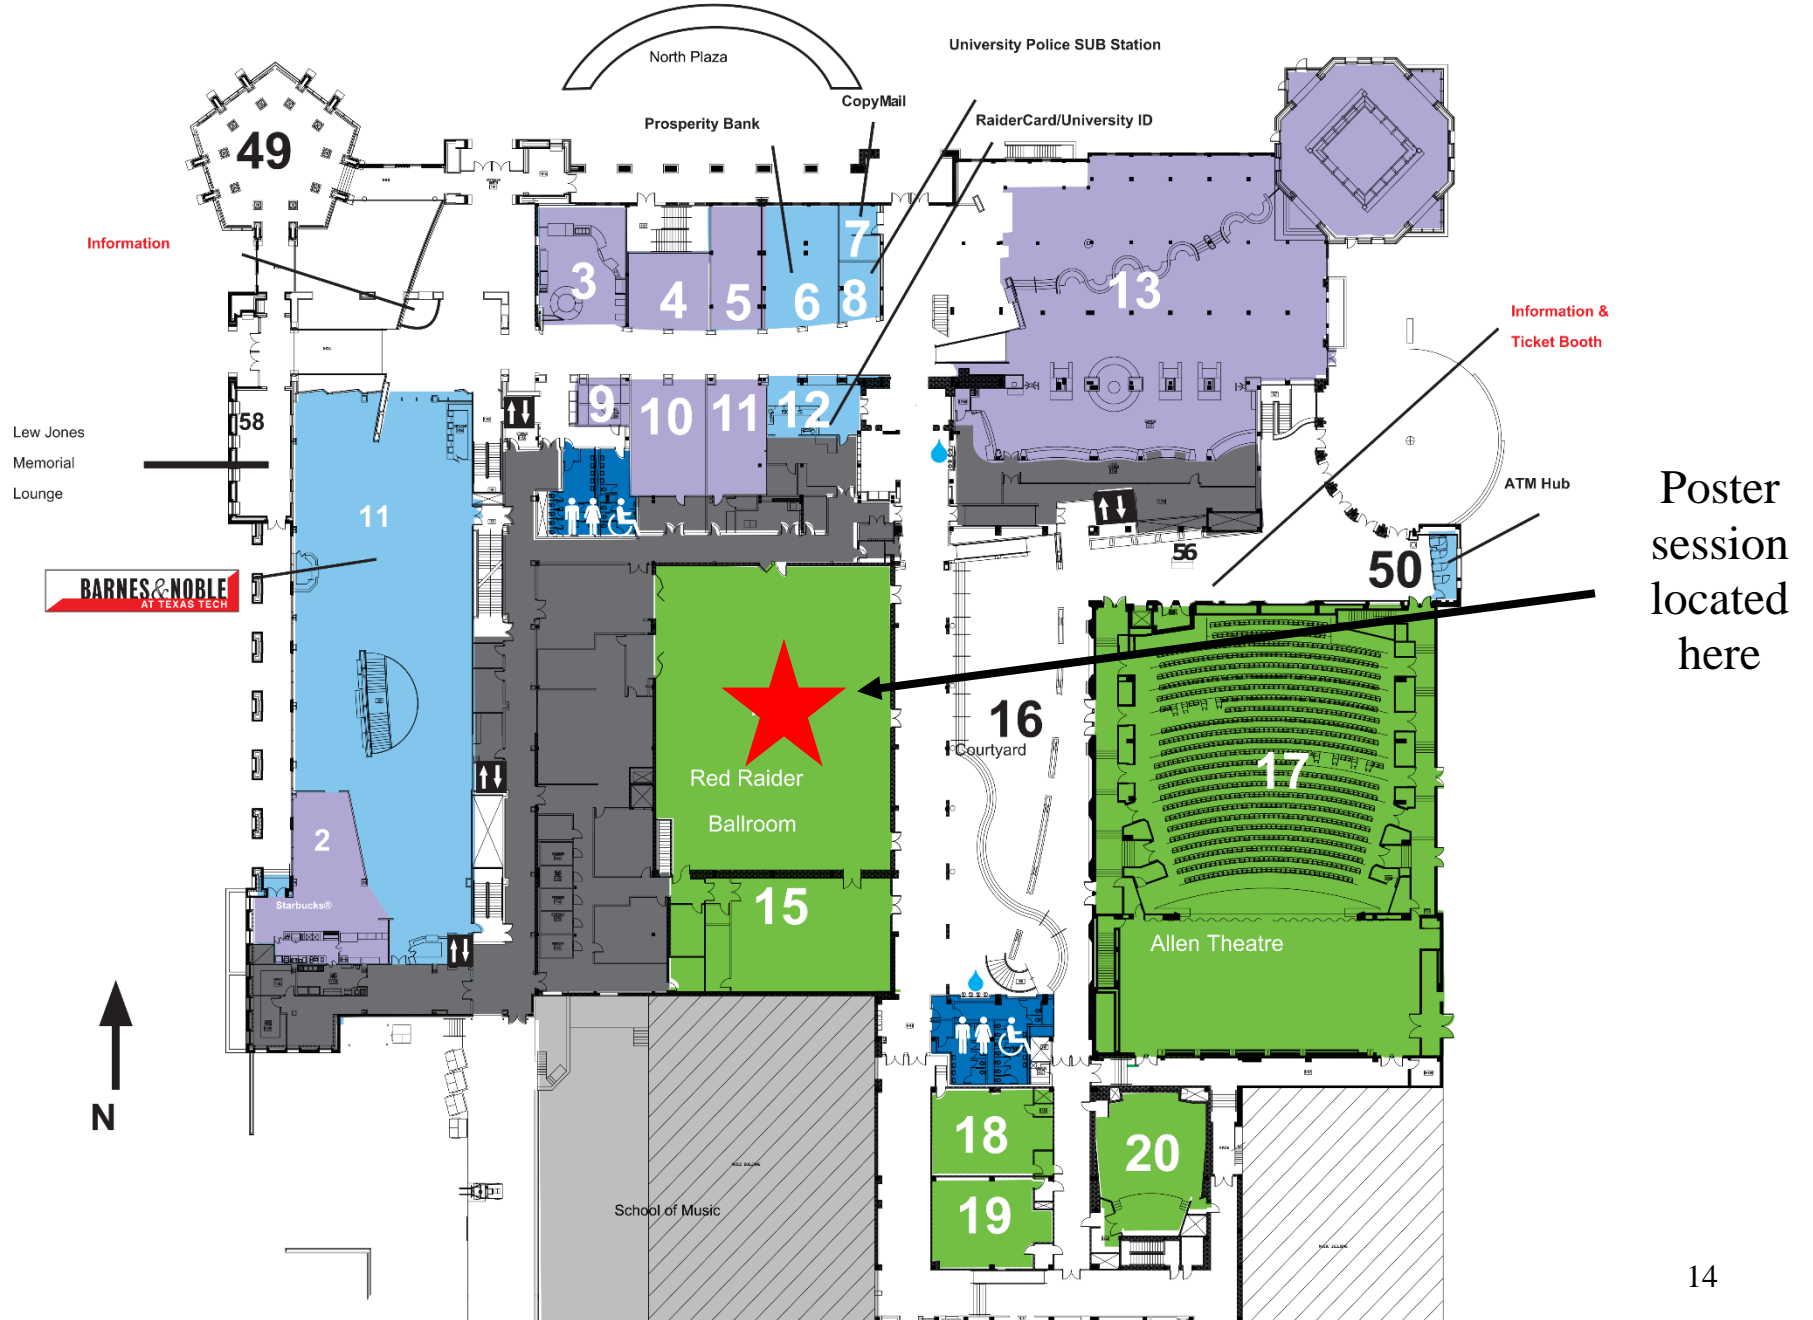 North Plaza
University Police SUB Station
CopyMail
Prosperity Bank
RaiderCard/University ID
49
Information
3
4
5
6
7
8
13
Information &
Ticket Booth
9
10
11
12
58
Lew Jones
Memorial
Lounge
11
ATM Hub
56
50
Poster
session
located
here
BARNES&NOBLE
AT TEXAS TECH
16
Courtyard
17
Red Raider
Ballroom
2
Starbucks®
15
Allen Theatre
N
18
20
19
School of Music
14